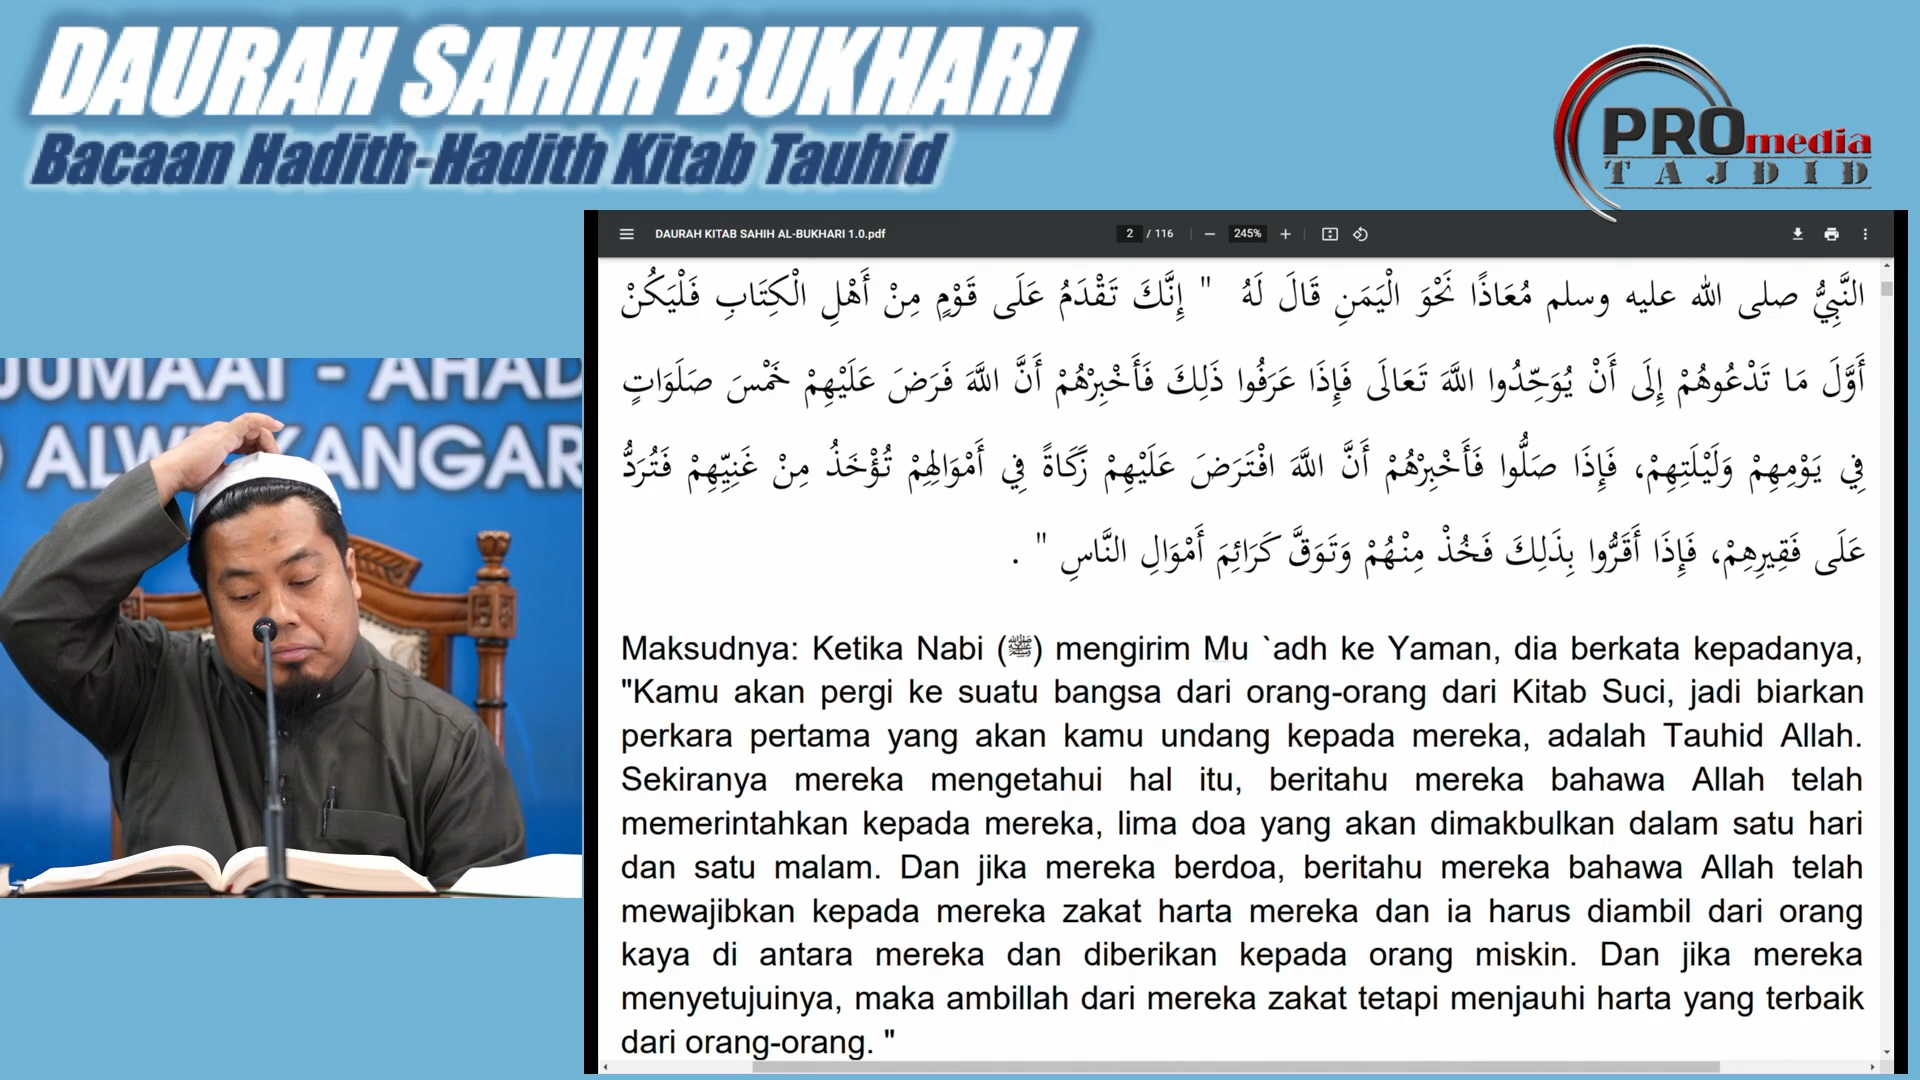 DAURAH SAHIH BUKHARI
Bacaan Hadith-Hadith Kitab Tauhid
PROmedia
TAJDID
DAURAH KITAB SAHIH AL-BUKHARI 1.0.pdf
2 / 116
245%
النَّبِيُّ صلى الله عليه وسلم مُعَاذًا نَحْوَ الْيَمَنِ قَالَ لَهُ " إِنَّكَ تَقْدَمُ عَلَى قَوْمٍ مِنْ أَهْلِ الْكِتَابِ فَلْيَكُنْ
أَوَّلَ مَا تَدْعُوهُمْ إِلَى أَنْ يُوَحِّدُوا اللَّهَ تَعَالَى فَإِذَا عَرَفُوا ذَلِكَ فَأَخْبِرْهُمْ أَنَّ اللَّهَ فَرَضَ عَلَيْهِمْ خَمْسَ صَلَوَاتٍ
فِي يَوْمِهِمْ وَلَيْلَتِهِمْ، فَإِذَا صَلُّوا فَأَخْبِرْهُمْ أَنَّ اللَّهَ افْتَرَضَ عَلَيْهِمْ زَكَاةً فِي أَمْوَالِهِمْ تُؤْخَذُ مِنْ غَنِيِّهِمْ فَتُرَدُّ
عَلَى فَقِيرِهِمْ، فَإِذَا أَقَرُّوا بِذَلِكَ فَخُذْ مِنْهُمْ وَتَوَقَّ كَرَائِمَ أَمْوَالِ النَّاسِ " .
Maksudnya: Ketika Nabi (ﷺ) mengirim Mu `adh ke Yaman, dia berkata kepadanya,
"Kamu akan pergi ke suatu bangsa dari orang-orang dari Kitab Suci, jadi biarkan
perkara pertama yang akan kamu undang kepada mereka, adalah Tauhid Allah.
Sekiranya mereka mengetahui hal itu, beritahu mereka bahawa Allah telah
memerintahkan kepada mereka, lima doa yang akan dimakbulkan dalam satu hari
dan satu malam. Dan jika mereka berdoa, beritahu mereka bahawa Allah telah
mewajibkan kepada mereka zakat harta mereka dan ia harus diambil dari orang
kaya di antara mereka dan diberikan kepada orang miskin. Dan jika mereka
menyetujuinya, maka ambillah dari mereka zakat tetapi menjauhi harta yang terbaik
dari orang-orang. "
JUMAAT - AHAD
KANGAR